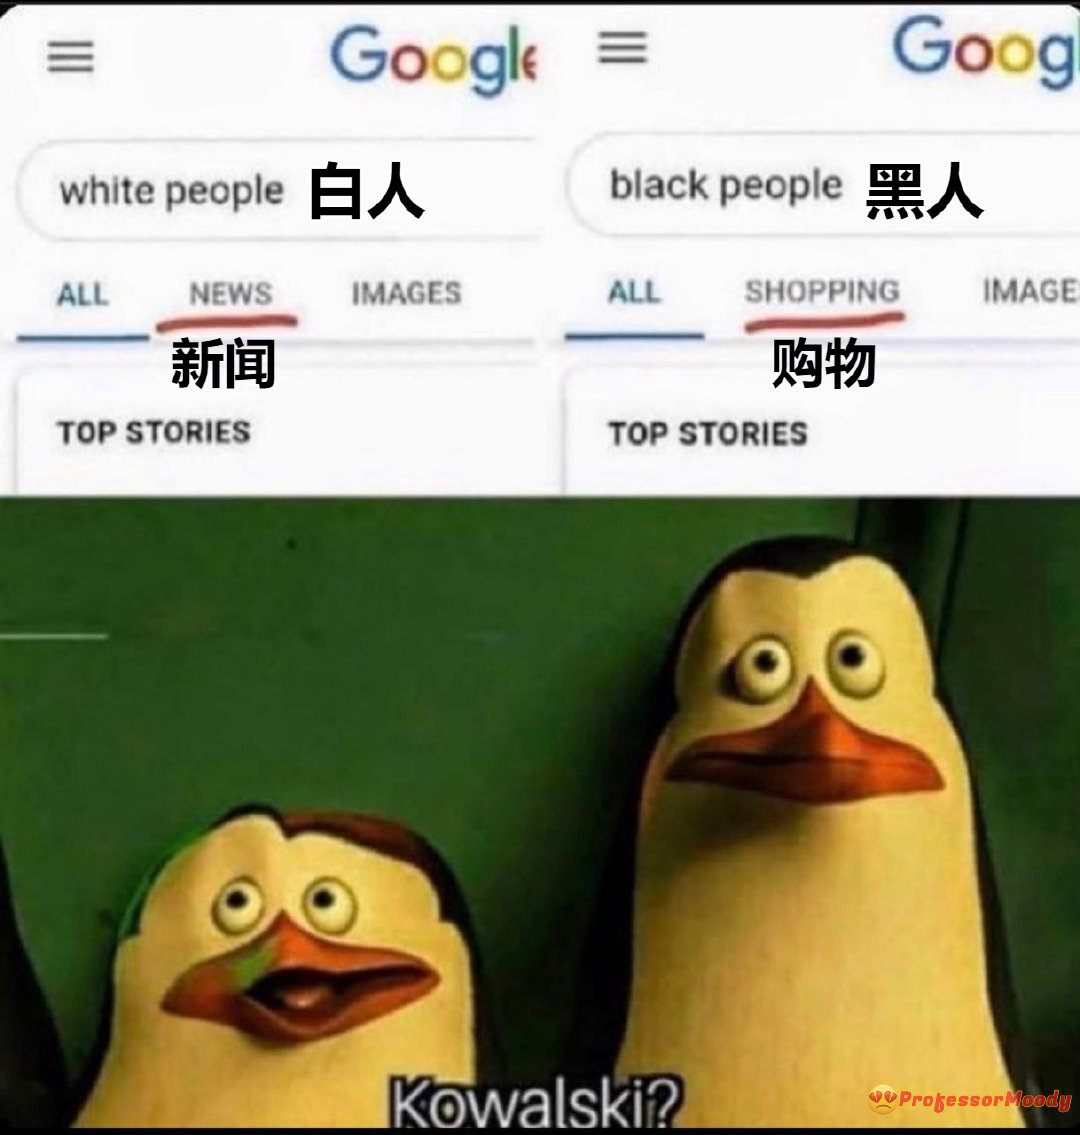 Google
white people 白人
ALL NEWS IMAGES
新闻
TOP STORIES
Goog
black people 黑人
ALL SHOPPING IMAGE
购物
TOP STORIES
Kowalski?
ProfessorMoody